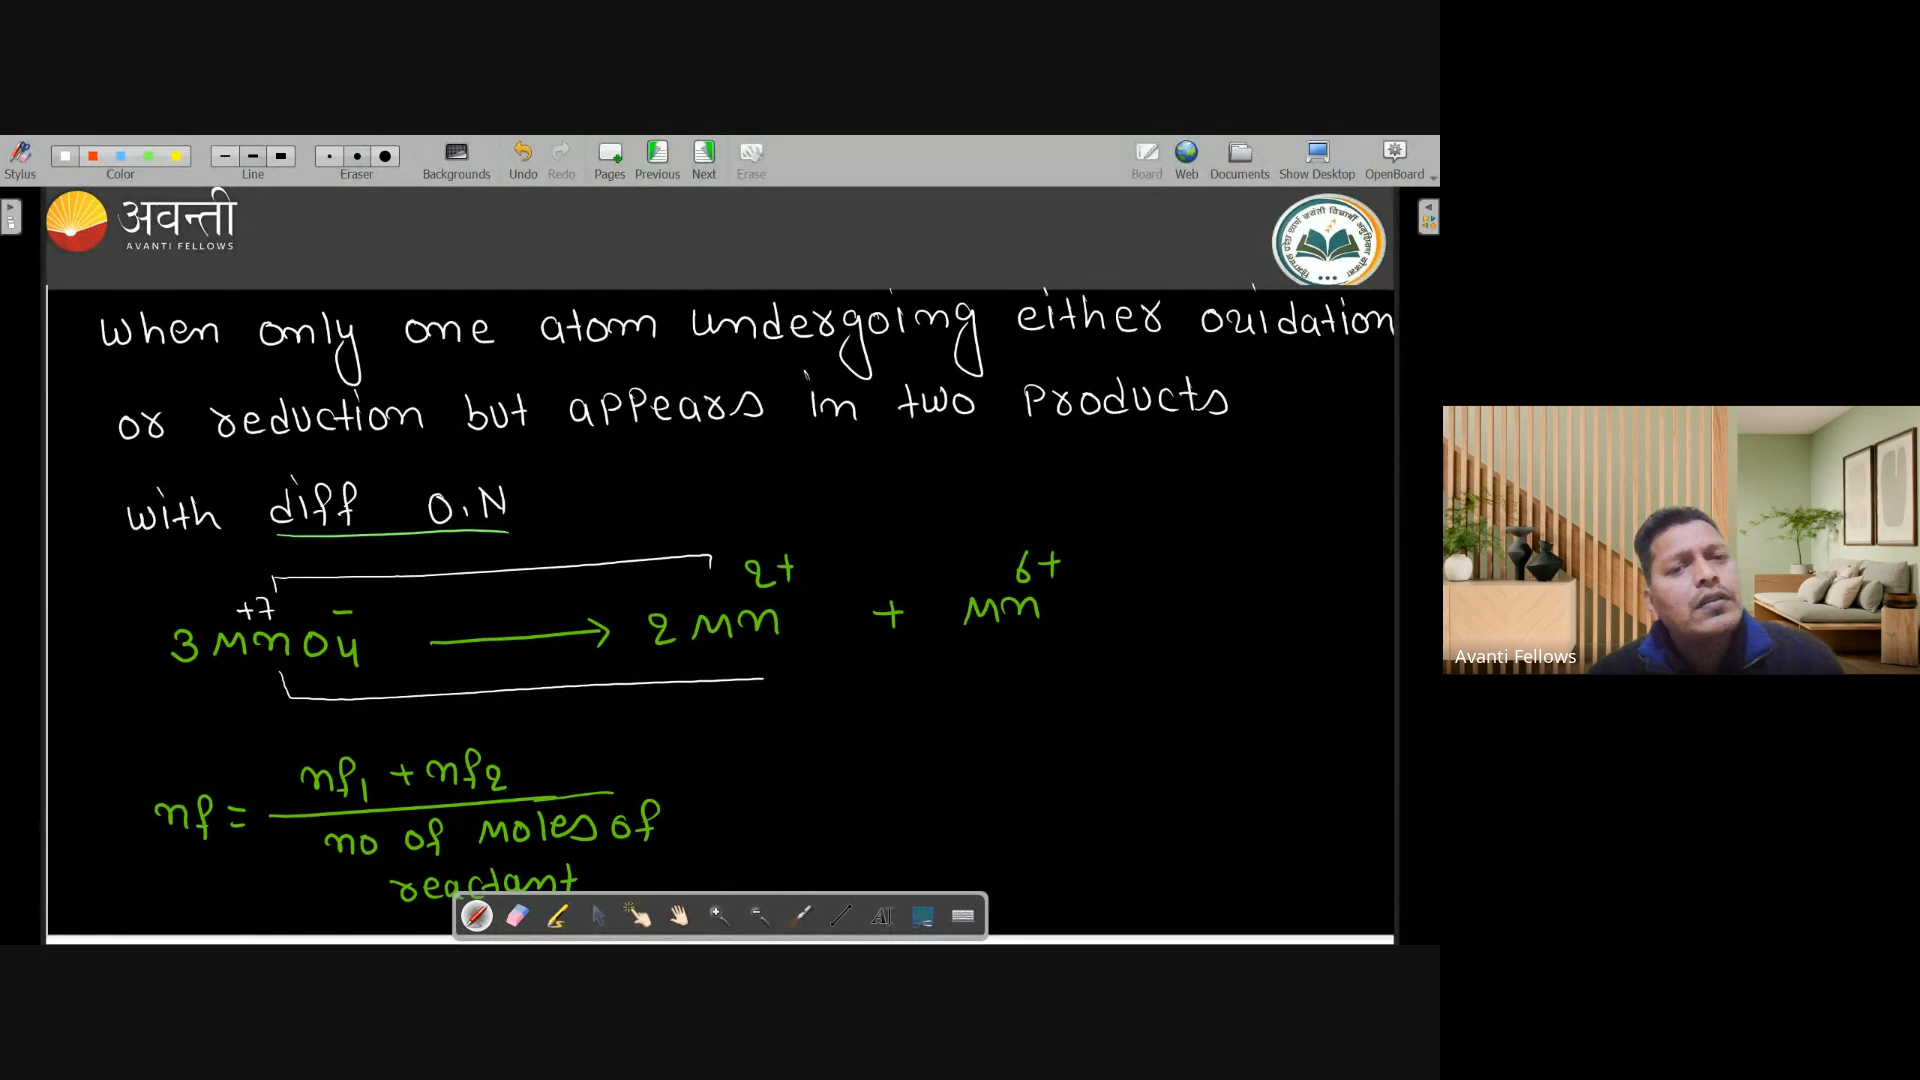 Stylus
Color
Line
Eraser
Backgrounds
Undo
Redo
Pages
Previous
Next
Erase
Board
Web
Documents
Show Desktop
OpenBoard
अवन्ती
AVANTI FELLOWS
when only one atom undergoing either oxidation
or reduction but appears in two products
with diff O.N
+7 2+ 6+
3 MnO4⁻ ⟶ 2 Mn + Mn
nf = nf₁ + nf₂
no of moles of
reactant
AI
Avanti Fellows